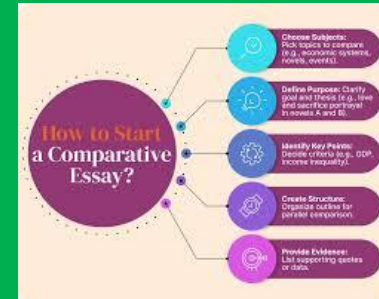 How to Start
a Comparative
Essay?
Choose Subjects:
Pick topics to compare
(e.g., economic systems,
novels, events).
Define Purpose: Clarify
goal and thesis (e.g., love
and sacrifice portrayal
in novels A and B).
Identify Key Points:
Decide criteria (e.g., GDP,
income inequality).
Create Structure:
Organize outline for
parallel comparison.
Provide Evidence:
List supporting quotes
or data.